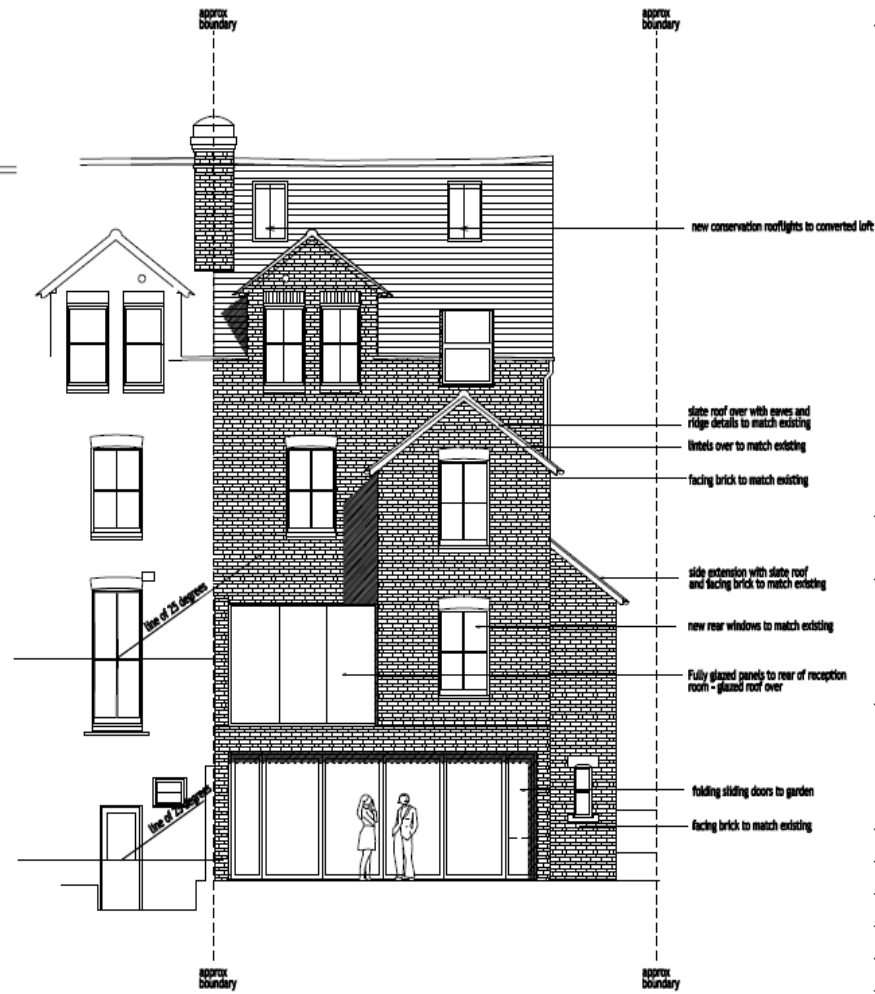 approx
boundary
approx
boundary
new conservation rooflights to converted loft
slate roof over with eaves and
ridge details to match existing
lintels over to match existing
facing brick to match existing
side extension with slate roof
and facing brick to match existing
line of 25 degrees
new rear windows to match existing
Fully glazed panels to rear of reception
room - glazed roof over
folding sliding doors to garden
line of 25 degrees
facing brick to match existing
approx
boundary
approx
boundary